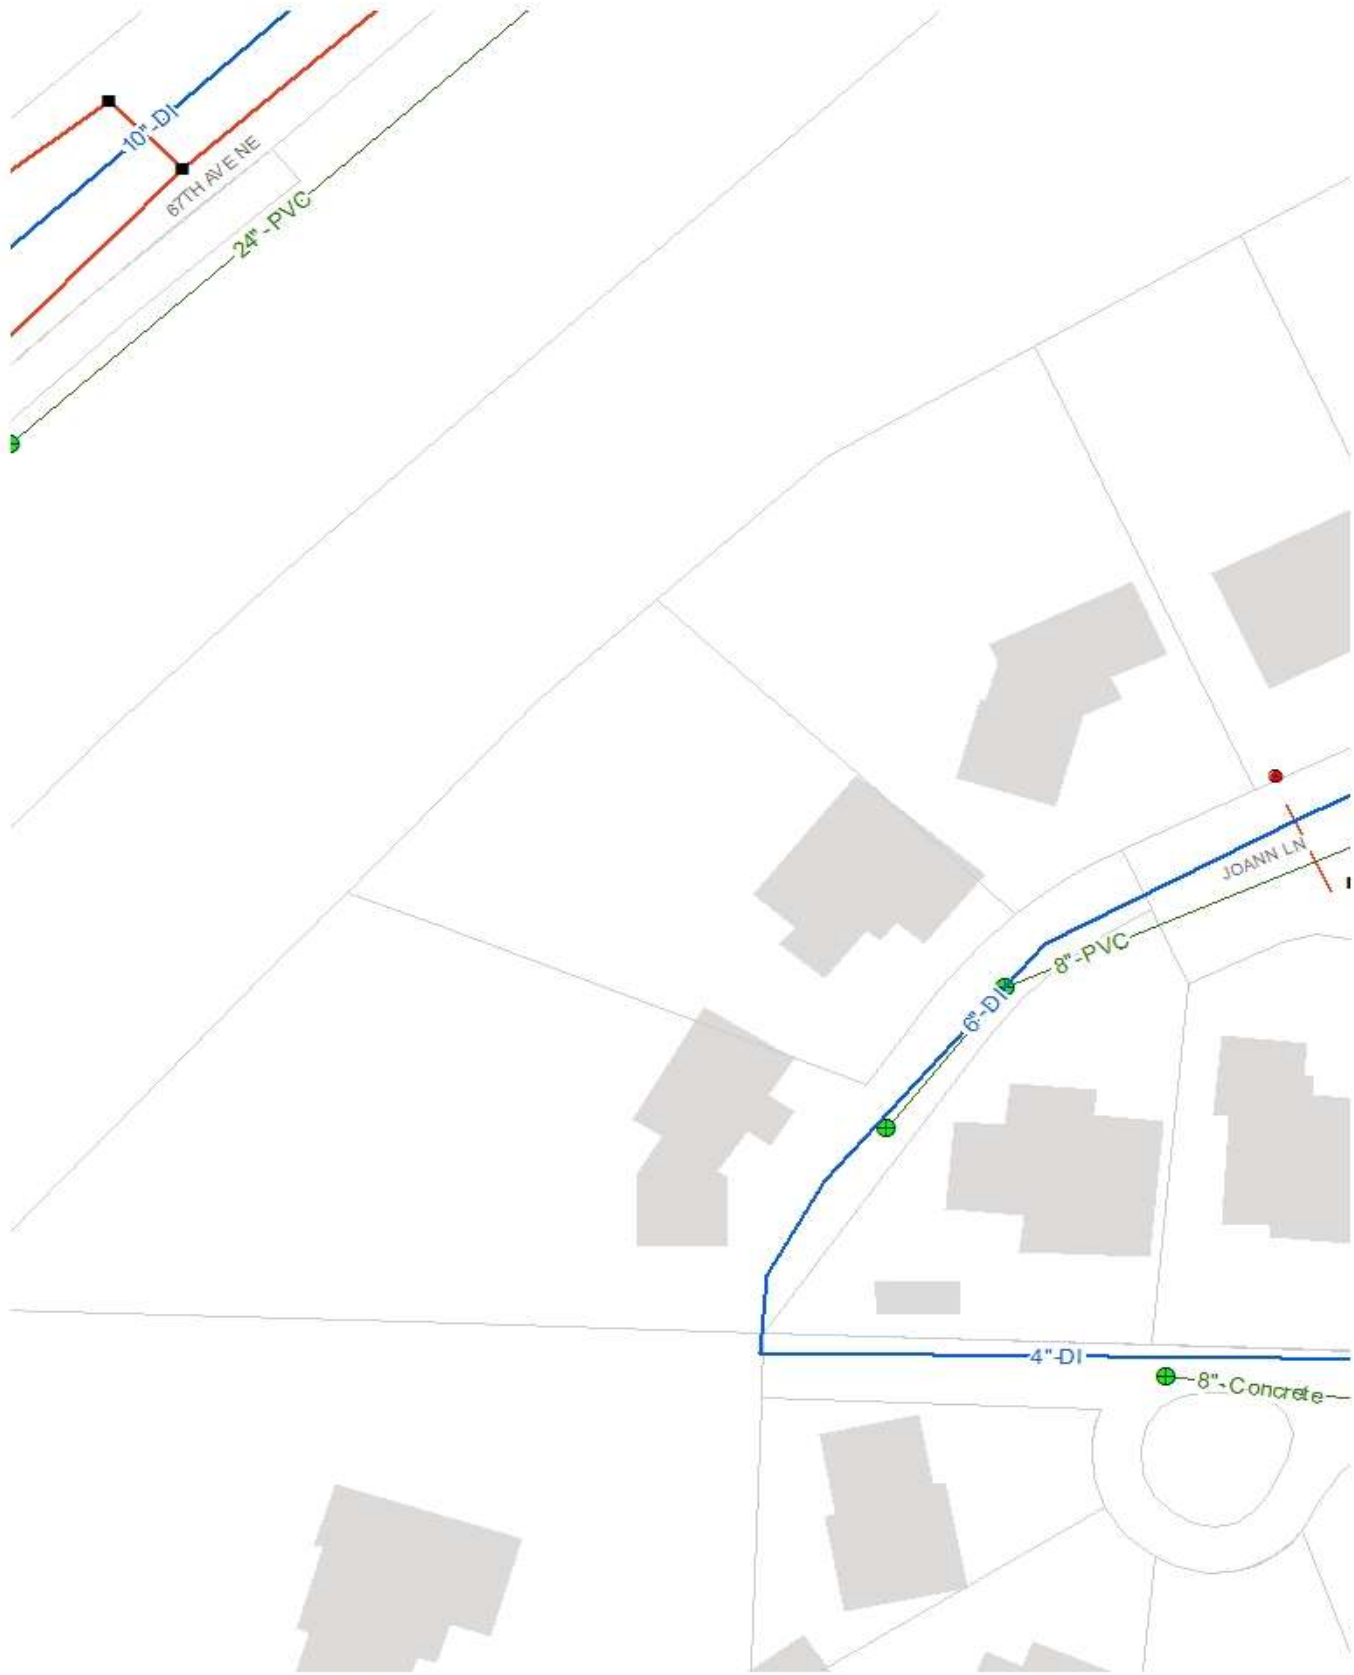 10"-DI
67TH AVE NE
24"-PVC
JOANN LN
8"-PVC
6"-DI
4"-DI
8"-Concrete